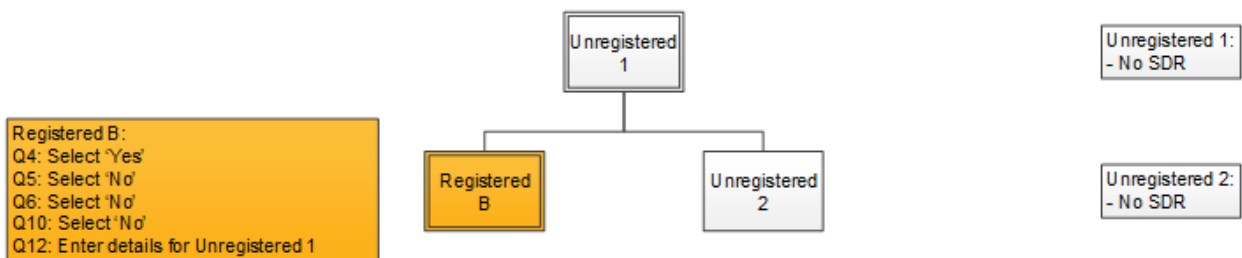 Unregistered
1
Unregistered 1:
- No SDR
Registered B:
Q4: Select ‘Yes’
Q5: Select ‘No’
Q6: Select ‘No’
Q10: Select ‘No’
Q12: Enter details for Unregistered 1
Registered
B
Unregistered
2
Unregistered 2:
- No SDR